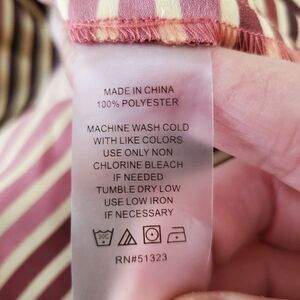 MADE IN CHINA
100% POLYESTER
MACHINE WASH COLD
WITH LIKE COLORS
USE ONLY NON
CHLORINE BLEACH
IF NEEDED
TUMBLE DRY LOW
USE LOW IRON
IF NECESSARY
RN#51323